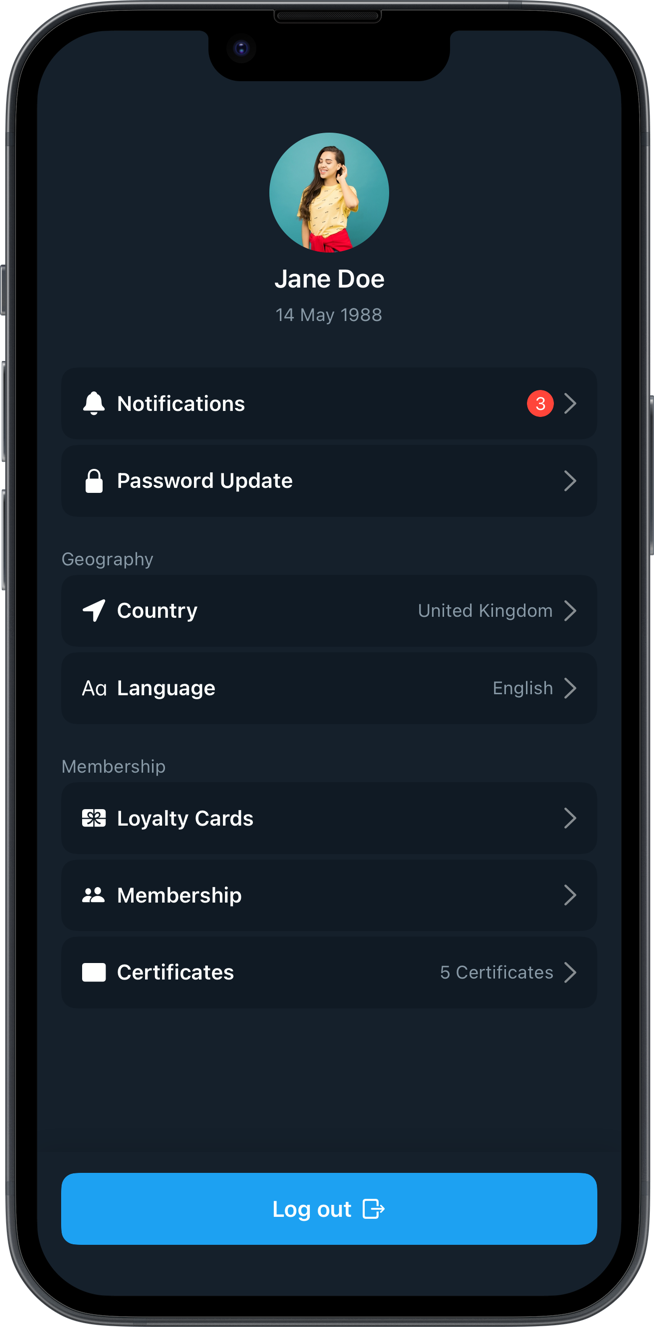 Jane Doe
14 May 1988
Notifications 3
Password Update
Geography
Country United Kingdom
Aa Language English
Membership
Loyalty Cards
Membership
Certificates 5 Certificates
Log out